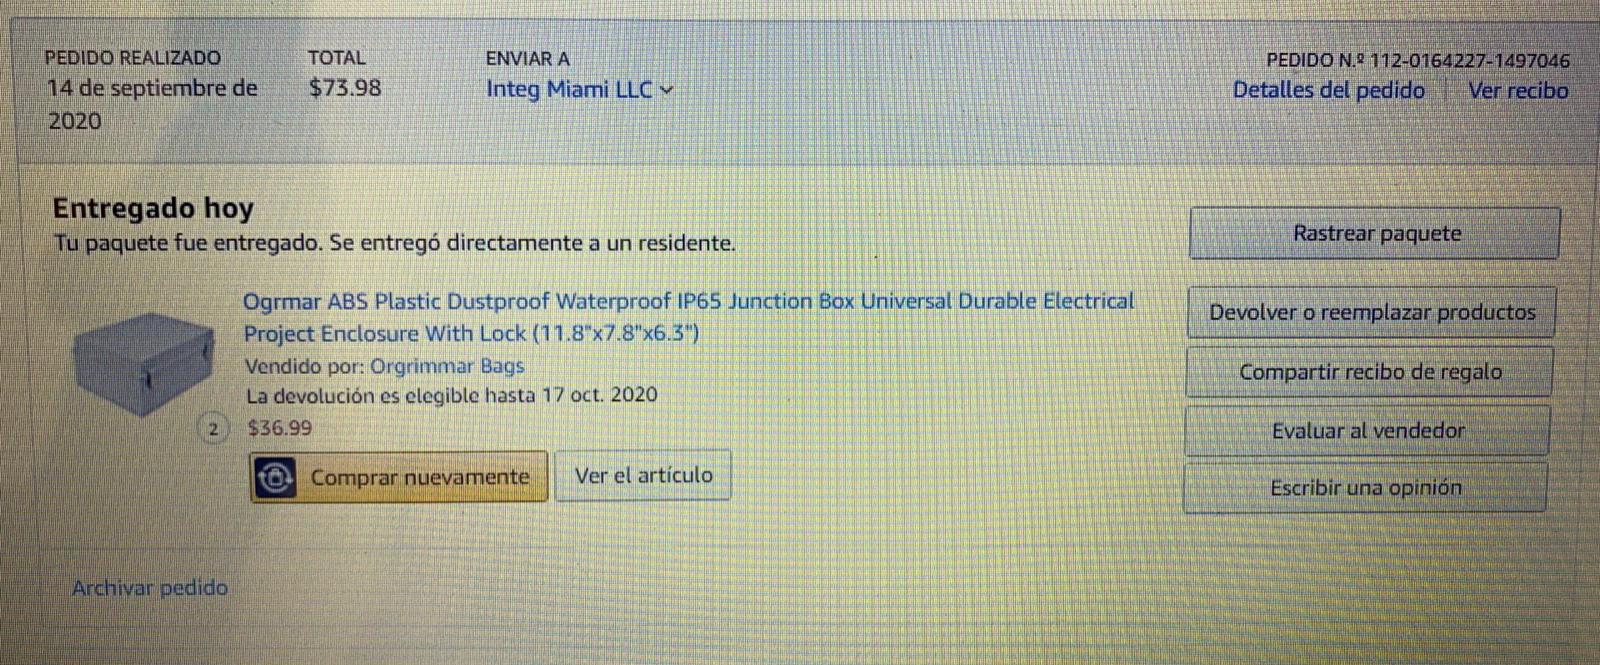 PEDIDO REALIZADO
14 de septiembre de
2020
TOTAL
$73.98
ENVIAR A
Integ Miami LLC
PEDIDO N.º 112-0164227-1497046
Detalles del pedido
Ver recibo
Entregado hoy
Tu paquete fue entregado. Se entregó directamente a un residente.
Rastrear paquete
Ogrmar ABS Plastic Dustproof Waterproof IP65 Junction Box Universal Durable Electrical
Project Enclosure With Lock (11.8"x7.8"x6.3")
Vendido por: Orgrimmar Bags
La devolución es elegible hasta 17 oct. 2020
2
$36.99
Comprar nuevamente
Ver el artículo
Devolver o reemplazar productos
Compartir recibo de regalo
Evaluar al vendedor
Escribir una opinión
Archivar pedido